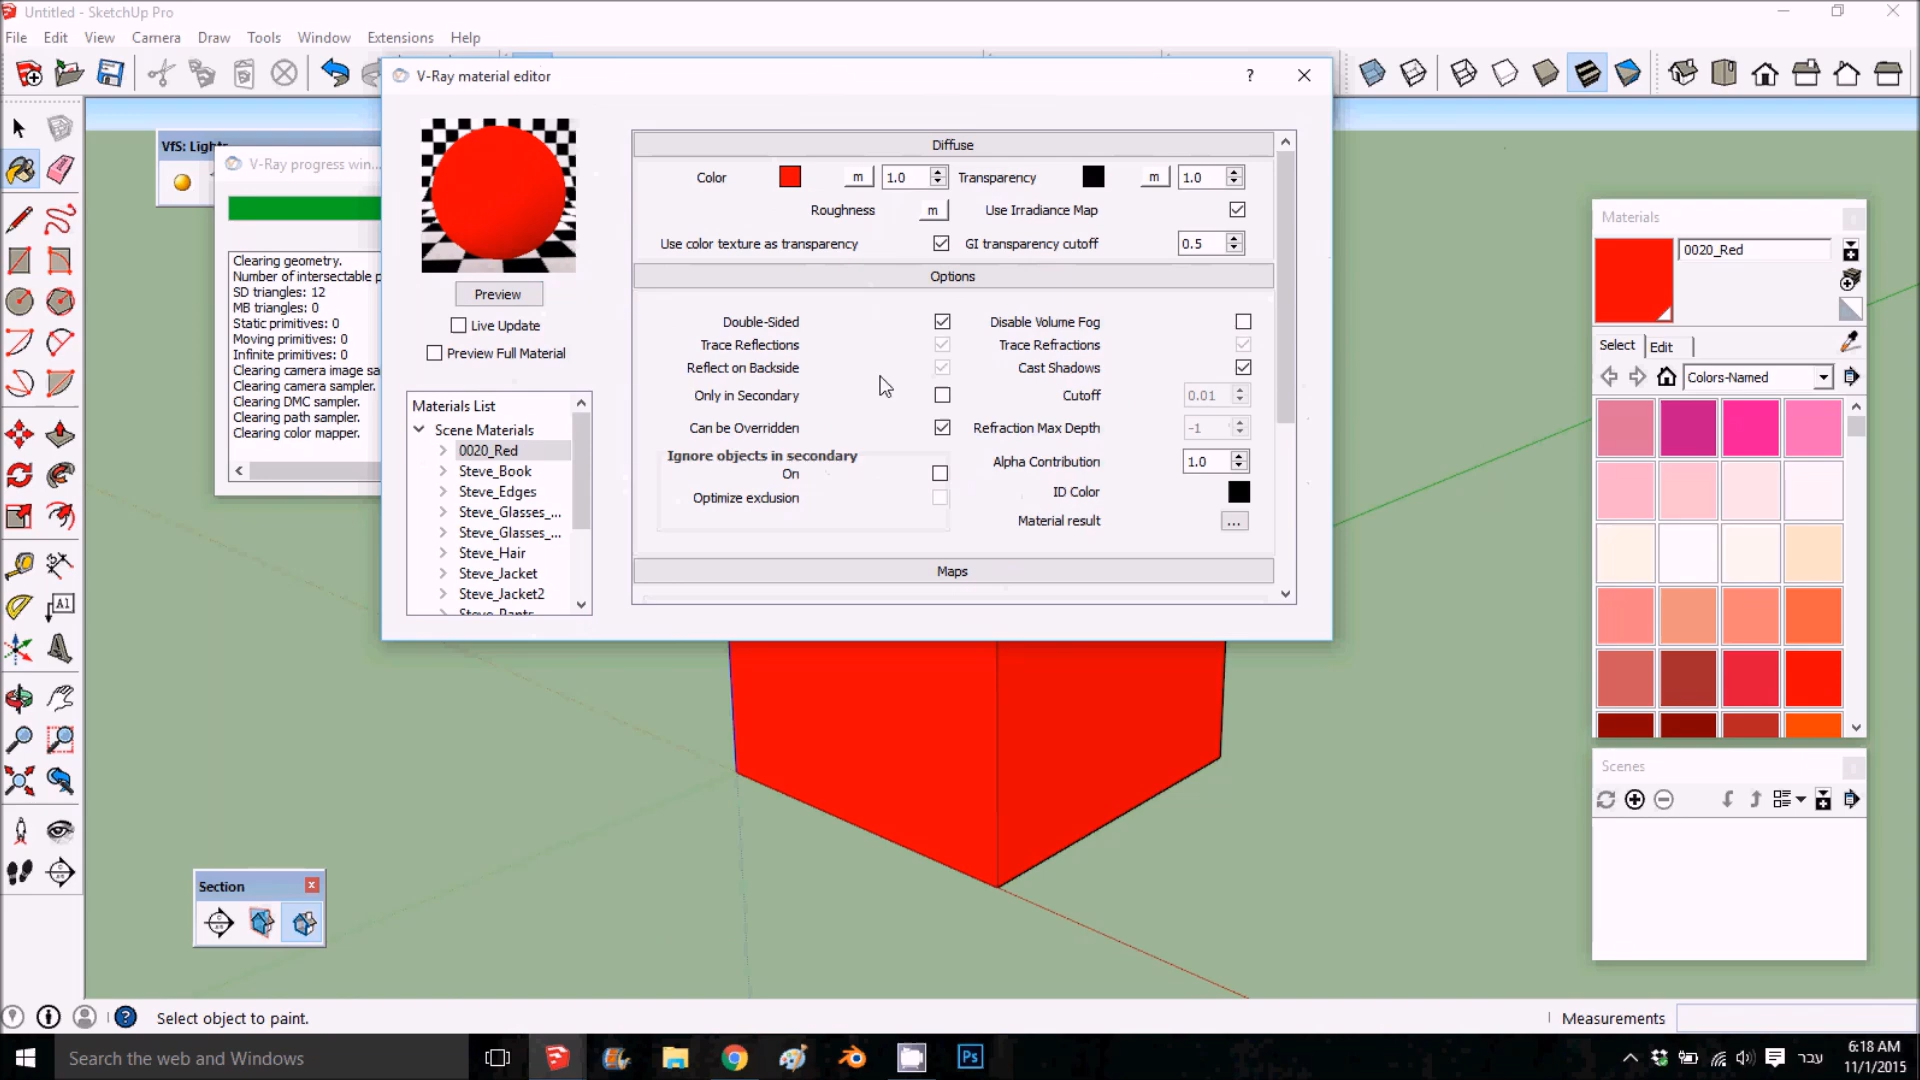 Untitled - SketchUp Pro
File Edit View Camera Draw Tools Window Extensions Help
V-Ray material editor
?
VfS: Lights
V-Ray progress win...
Clearing geometry.
Number of intersectable p
SD triangles: 12
MB triangles: 0
Static primitives: 0
Moving primitives: 0
Infinite primitives: 0
Clearing camera image sa
Clearing camera sampler.
Clearing DMC sampler.
Clearing path sampler.
Clearing color mapper.
Preview
Live Update
Preview Full Material
Materials List
Scene Materials
0020_Red
Steve_Book
Steve_Edges
Steve_Glasses_...
Steve_Glasses_...
Steve_Hair
Steve_Jacket
Steve_Jacket2
Steve_Pants
Diffuse
Color m 1.0 Transparency m 1.0
Roughness m Use Irradiance Map
Use color texture as transparency GI transparency cutoff 0.5
Options
Double-Sided Disable Volume Fog
Trace Reflections Trace Refractions
Reflect on Backside Cast Shadows
Only in Secondary Cutoff 0.01
Can be Overridden Refraction Max Depth -1
Ignore objects in secondary
On Alpha Contribution 1.0
Optimize exclusion ID Color
Material result ...
Maps
Materials
0020_Red
Select Edit
Colors-Named
Scenes
Section
Select object to paint.
Measurements
Search the web and Windows
Ps
עבר
6:18 AM
11/1/2015